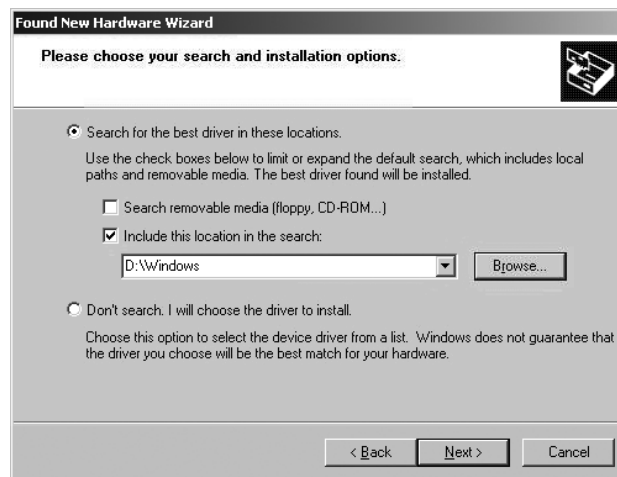 Found New Hardware Wizard
Please choose your search and installation options.
Search for the best driver in these locations.
Use the check boxes below to limit or expand the default search, which includes local
paths and removable media. The best driver found will be installed.
Search removable media (floppy, CD-ROM...)
Include this location in the search:
D:\Windows
Browse...
Don't search. I will choose the driver to install.
Choose this option to select the device driver from a list. Windows does not guarantee that
the driver you choose will be the best match for your hardware.
< Back
Next >
Cancel